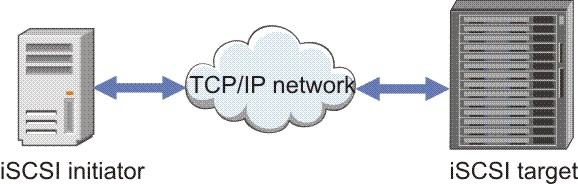 TCP/IP network
iSCSI initiator
iSCSI target